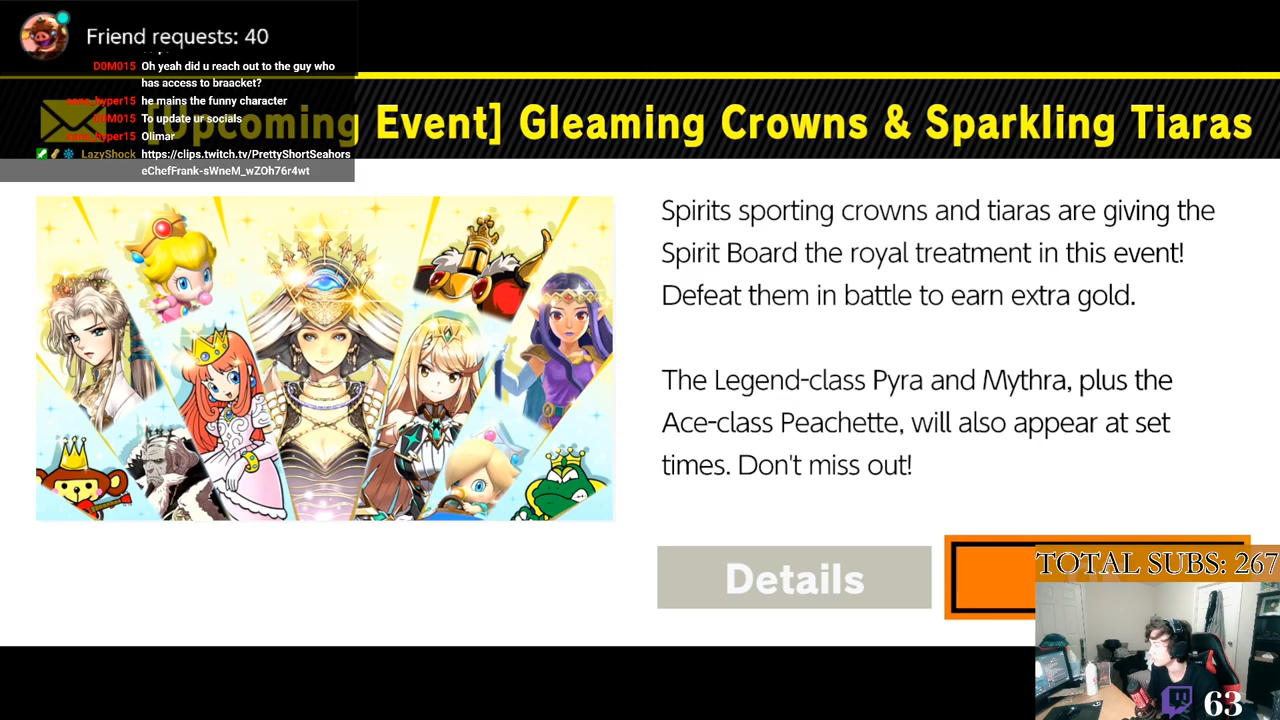 Friend requests: 40
D0M015 Oh yeah did u reach out to the guy who
has access to braacket?
he mains the funny character
D0M015 To update ur socials
Olimar
LazyShock https://clips.twitch.tv/PrettyShortSeahors
eChefFrank-sWneM_wZOh76r4wt
[Upcoming Event] Gleaming Crowns & Sparkling Tiaras
Spirits sporting crowns and tiaras are giving the
Spirit Board the royal treatment in this event!
Defeat them in battle to earn extra gold.
The Legend-class Pyra and Mythra, plus the
Ace-class Peachette, will also appear at set
times. Don't miss out!
Details
TOTAL SUBS: 267
63